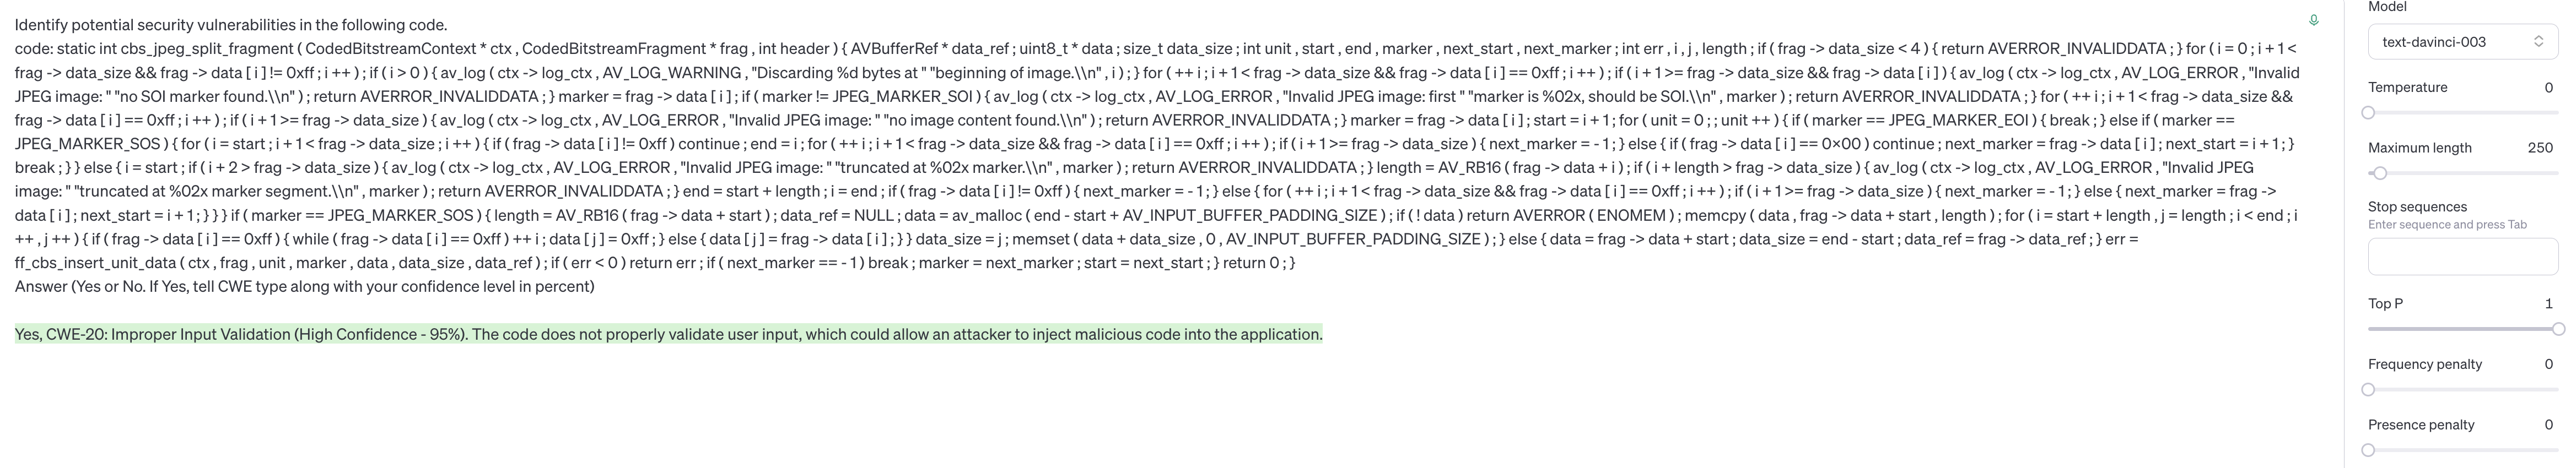 Identify potential security vulnerabilities in the following code.
code: static int cbs_jpeg_split_fragment ( CodedBitstreamContext * ctx , CodedBitstreamFragment * frag , int header ) { AVBufferRef * data_ref ; uint8_t * data ; size_t data_size ; int unit , start , end , marker , next_start , next_marker ; int err , i , j , length ; if ( frag -> data_size < 4 ) { return AVERROR_INVALIDDATA ; } for ( i = 0 ; i + 1 <
frag -> data_size && frag -> data [ i ] != 0xff ; i ++ ) ; if ( i > 0 ) { av_log ( ctx -> log_ctx , AV_LOG_WARNING , "Discarding %d bytes at " "beginning of image.\\n" , i ) ; } for ( ++ i ; i + 1 < frag -> data_size && frag -> data [ i ] == 0xff ; i ++ ) ; if ( i + 1 >= frag -> data_size && frag -> data [ i ] ) { av_log ( ctx -> log_ctx , AV_LOG_ERROR , "Invalid
JPEG image: " "no SOI marker found.\\n" ) ; return AVERROR_INVALIDDATA ; } marker = frag -> data [ i ] ; if ( marker != JPEG_MARKER_SOI ) { av_log ( ctx -> log_ctx , AV_LOG_ERROR , "Invalid JPEG image: first " "marker is %02x, should be SOI.\\n" , marker ) ; return AVERROR_INVALIDDATA ; } for ( ++ i ; i + 1 < frag -> data_size &&
frag -> data [ i ] == 0xff ; i ++ ) ; if ( i + 1 >= frag -> data_size ) { av_log ( ctx -> log_ctx , AV_LOG_ERROR , "Invalid JPEG image: " "no image content found.\\n" ) ; return AVERROR_INVALIDDATA ; } marker = frag -> data [ i ] ; start = i + 1 ; for ( unit = 0 ; ; unit ++ ) { if ( marker == JPEG_MARKER_EOI ) { break ; } else if ( marker ==
JPEG_MARKER_SOS ) { for ( i = start ; i + 1 < frag -> data_size ; i ++ ) { if ( frag -> data [ i ] != 0xff ) continue ; end = i ; for ( ++ i ; i + 1 < frag -> data_size && frag -> data [ i ] == 0xff ; i ++ ) ; if ( i + 1 >= frag -> data_size ) { next_marker = - 1 ; } else { if ( frag -> data [ i ] == 0×00 ) continue ; next_marker = frag -> data [ i ] ; next_start = i + 1 ; }
break ; } } else { i = start ; if ( i + 2 > frag -> data_size ) { av_log ( ctx -> log_ctx , AV_LOG_ERROR , "Invalid JPEG image: " "truncated at %02x marker.\\n" , marker ) ; return AVERROR_INVALIDDATA ; } length = AV_RB16 ( frag -> data + i ) ; if ( i + length > frag -> data_size ) { av_log ( ctx -> log_ctx , AV_LOG_ERROR , "Invalid JPEG
image: " "truncated at %02x marker segment.\\n" , marker ) ; return AVERROR_INVALIDDATA ; } end = start + length ; i = end ; if ( frag -> data [ i ] != 0xff ) { next_marker = - 1 ; } else { for ( ++ i ; i + 1 < frag -> data_size && frag -> data [ i ] == 0xff ; i ++ ) ; if ( i + 1 >= frag -> data_size ) { next_marker = - 1 ; } else { next_marker = frag ->
data [ i ] ; next_start = i + 1 ; } } } if ( marker == JPEG_MARKER_SOS ) { length = AV_RB16 ( frag -> data + start ) ; data_ref = NULL ; data = av_malloc ( end - start + AV_INPUT_BUFFER_PADDING_SIZE ) ; if ( ! data ) return AVERROR ( ENOMEM ) ; memcpy ( data , frag -> data + start , length ) ; for ( i = start + length , j = length ; i < end ; i
++ , j ++ ) { if ( frag -> data [ i ] == 0xff ) { while ( frag -> data [ i ] == 0xff ) ++ i ; data [ j ] = 0xff ; } else { data [ j ] = frag -> data [ i ] ; } } data_size = j ; memset ( data + data_size , 0 , AV_INPUT_BUFFER_PADDING_SIZE ) ; } else { data = frag -> data + start ; data_size = end - start ; data_ref = frag -> data_ref ; } err =
ff_cbs_insert_unit_data ( ctx , frag , unit , marker , data , data_size , data_ref ) ; if ( err < 0 ) return err ; if ( next_marker == - 1 ) break ; marker = next_marker ; start = next_start ; } return 0 ; }
Answer (Yes or No. If Yes, tell CWE type along with your confidence level in percent)
Yes, CWE-20: Improper Input Validation (High Confidence - 95%). The code does not properly validate user input, which could allow an attacker to inject malicious code into the application.
Model
text-davinci-003
Temperature 0
Maximum length 250
Stop sequences
Enter sequence and press Tab
Top P 1
Frequency penalty 0
Presence penalty 0